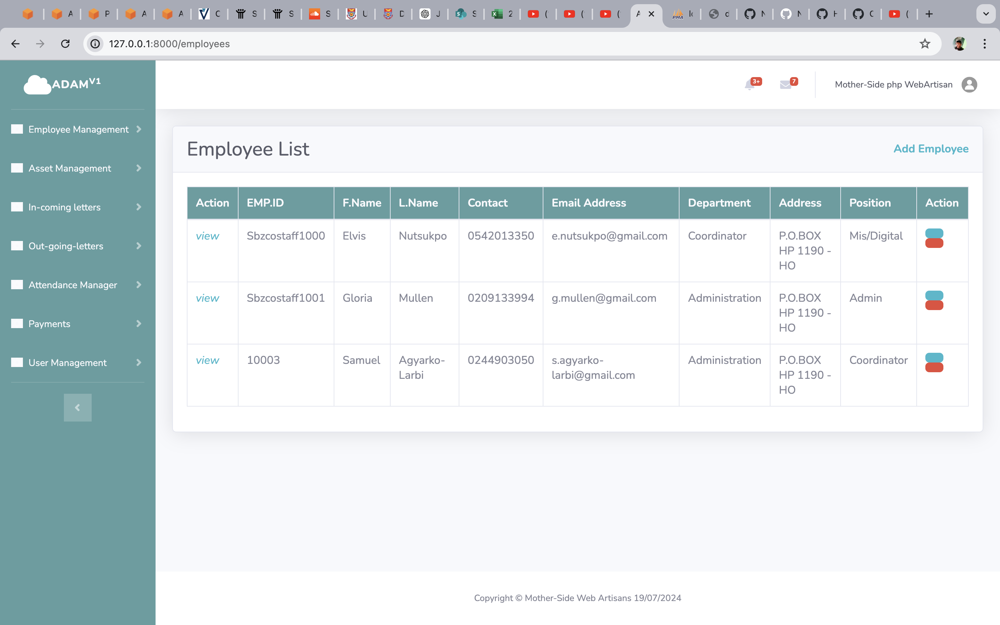 A
P
A
A
C
S
S
S
U
D
J
S
2
(
(
(
A
d
N
N
H
C
(
127.0.0.1:8000/employees
ADAM V1
3+
7
Mother-Side php WebArtisan
Employee Management
Asset Management
In-coming letters
Out-going-letters
Attendance Manager
Payments
User Management
Employee List
Add Employee
Action EMP.ID F.Name L.Name Contact Email Address Department Address Position Action
view Sbzcostaff1000 Elvis Nutsukpo 0542013350 e.nutsukpo@gmail.com Coordinator P.O.BOX Mis/Digital
HP 1190 -
HO
view Sbzcostaff1001 Gloria Mullen 0209133994 g.mullen@gmail.com Administration P.O.BOX Admin
HP 1190 -
HO
view 10003 Samuel Agyarko- 0244903050 s.agyarko- Administration P.O.BOX Coordinator
Larbi larbi@gmail.com HP 1190 -
HO
Copyright © Mother-Side Web Artisans 19/07/2024